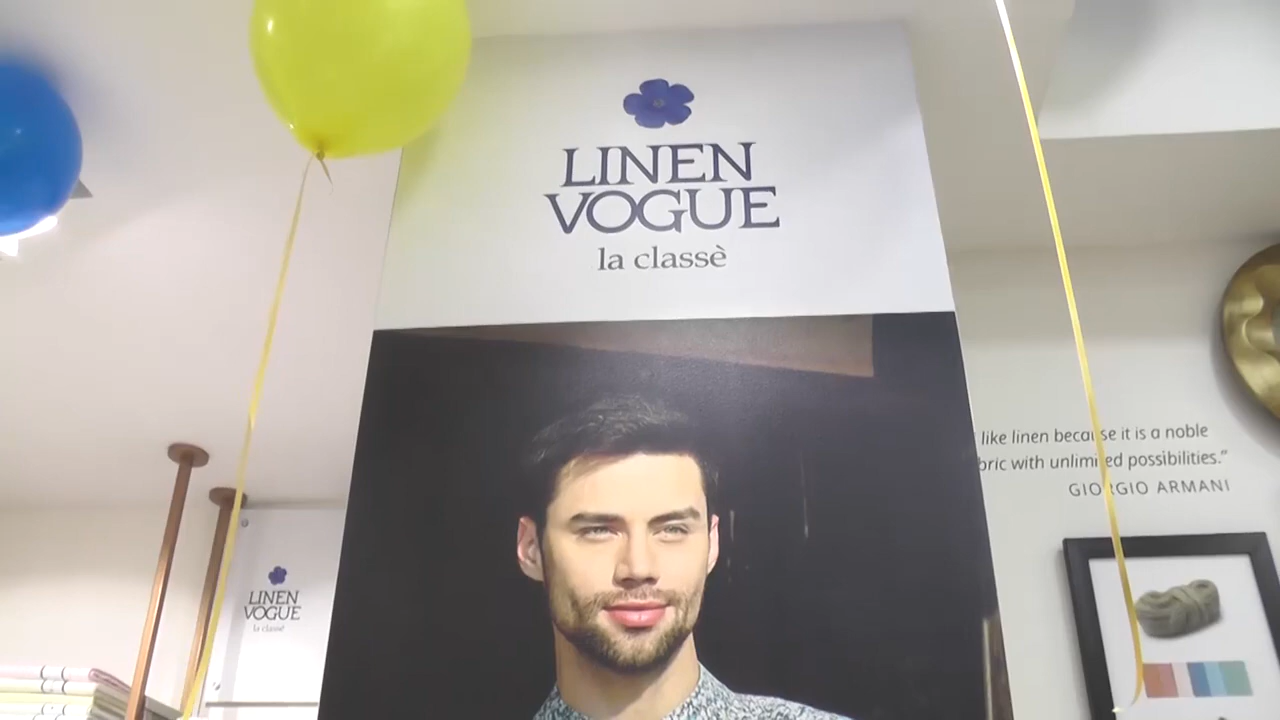 LINEN
VOGUE
la classè
like linen because it is a noble
with unlimited possibilities.”
GIORGIO ARMANI
LINEN
VOGUE
la classè